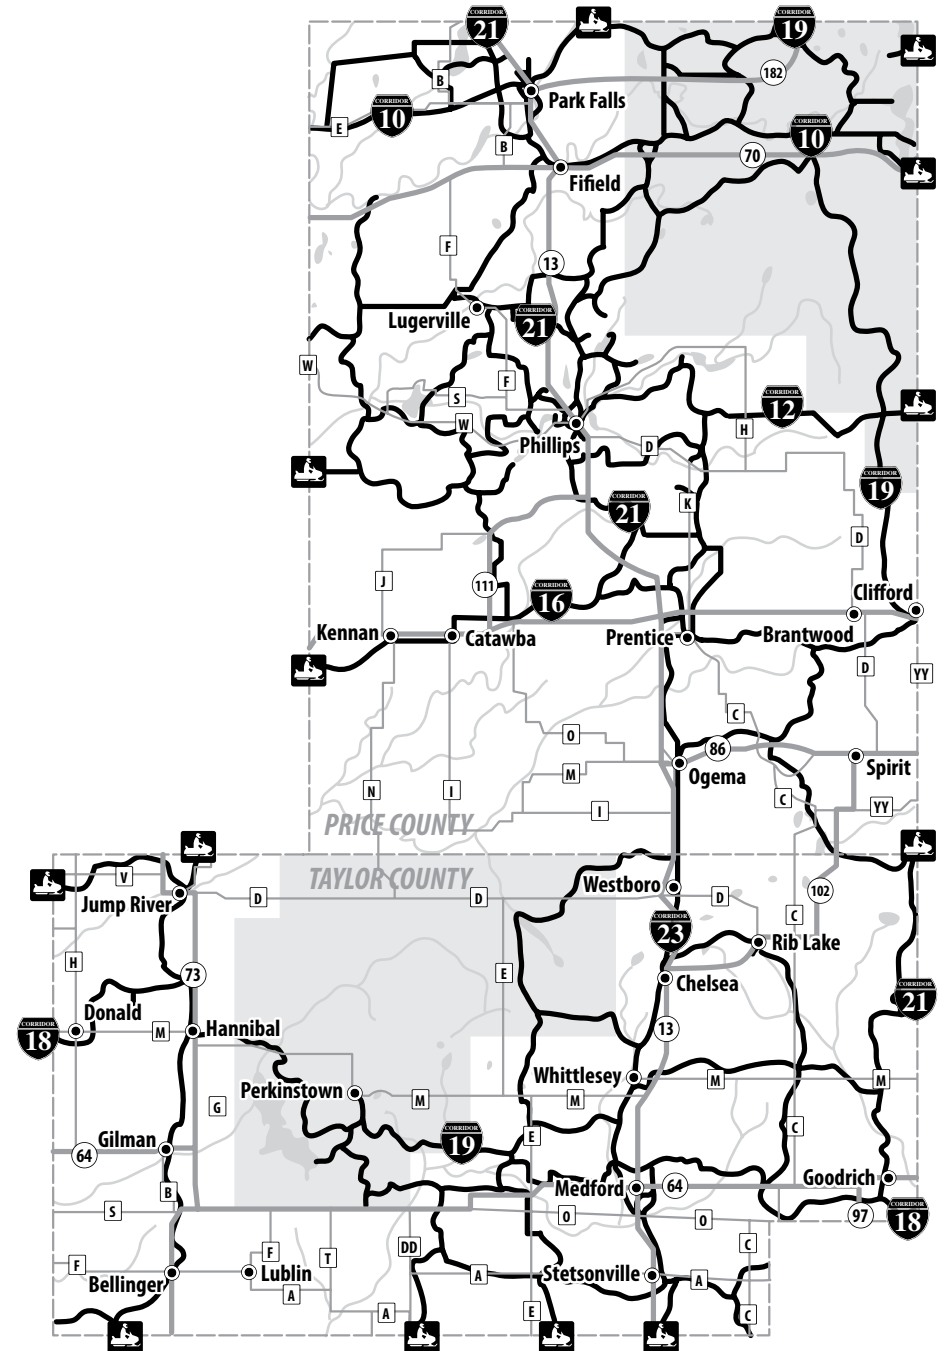 CORRIDOR
21
CORRIDOR
19
B
182
Park Falls
CORRIDOR
10
E
CORRIDOR
10
B
70
Fifield
F
13
Lugerville
CORRIDOR
21
W
F
S
CORRIDOR
12
W
H
Phillips
D
CORRIDOR
19
K
CORRIDOR
21
D
J
111
Clifford
CORRIDOR
16
Kennan
Catawba
Prentice
Brantwood
D
YY
C
O
86
Spirit
M
Ogema
N
I
C
YY
I
PRICE COUNTY
TAYLOR COUNTY
V
Westboro
102
Jump River
D
D
D
C
CORRIDOR
23
Rib Lake
H
E
73
Chelsea
CORRIDOR
21
Donald
CORRIDOR
18
M
Hannibal
13
Whittlesey
M
M
Perkinstown
M
M
G
C
E
Gilman
CORRIDOR
19
64
Goodrich
B
Medford
64
S
O
O
97
CORRIDOR
18
F
F
T
DD
C
Bellinger
Lublin
A
Stetsonville
A
A
A
E
C